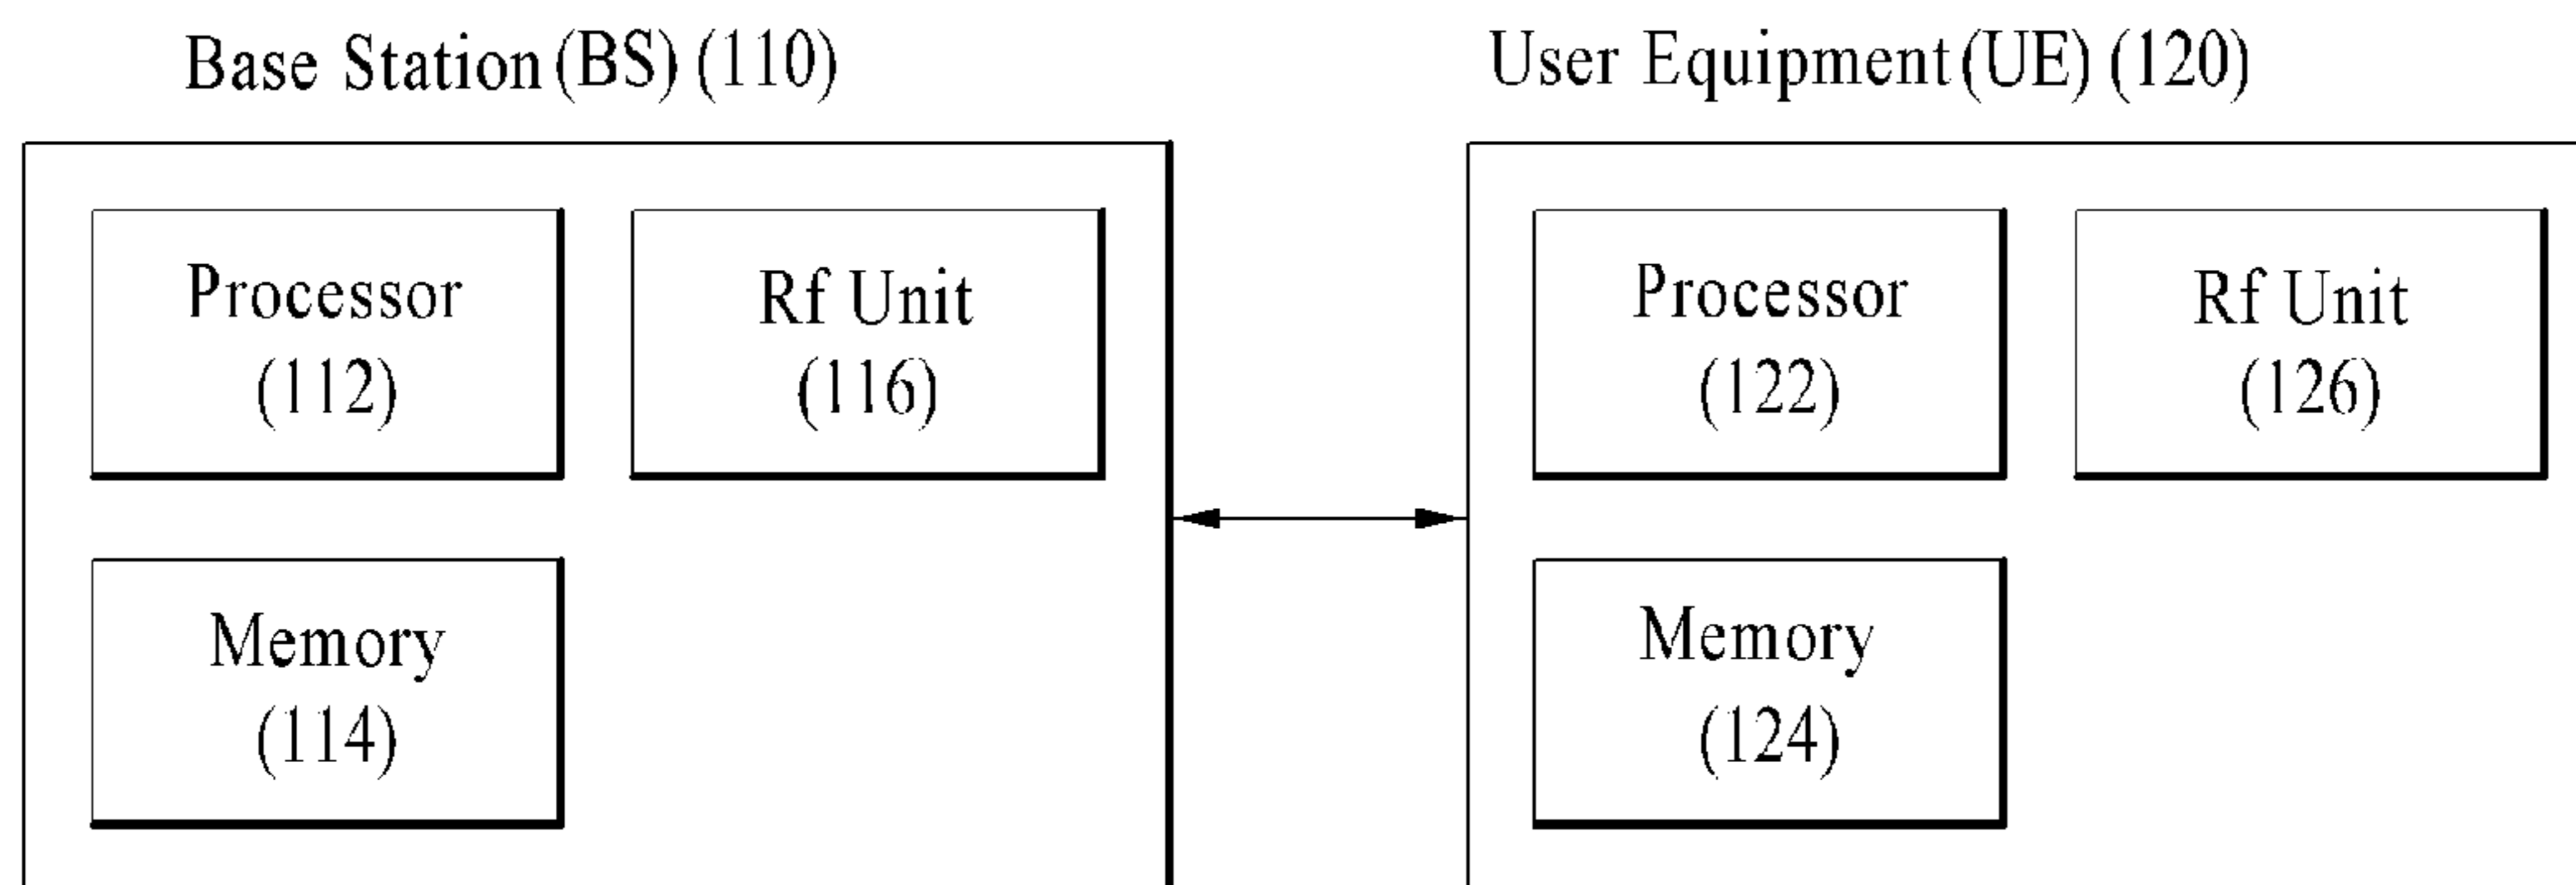 Base Station (BS) (110)
Processor
(112)
Rf Unit
(116)
Memory
(114)
User Equipment (UE) (120)
Processor
(122)
Rf Unit
(126)
Memory
(124)